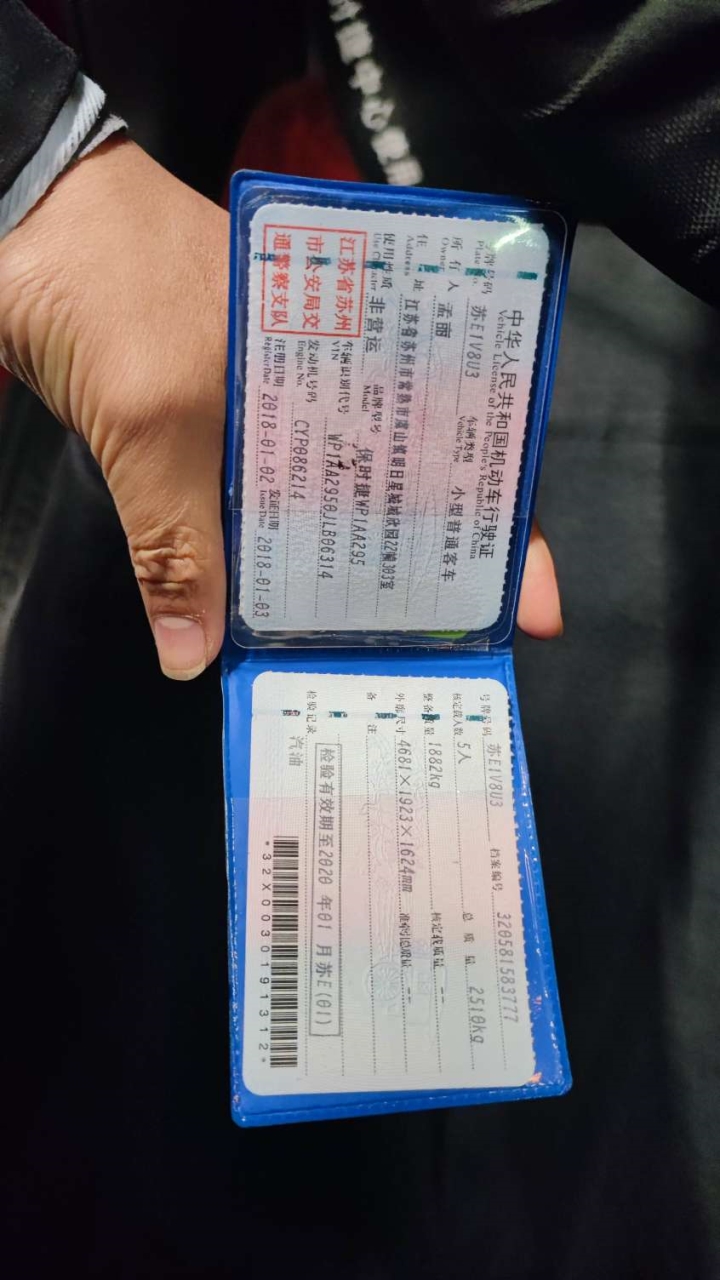 中华人民共和国机动车行驶证
Vehicle License of the People's Republic of China
号牌号码 苏E1V8U3 车辆类型 小型普通客车
Plate No. Vehicle Type
所有人 孟丽
Owner
住址 江苏省苏州市常熟市虞山镇明日星城城欣园22幢303室
Address
使用性质 非营运 品牌型号 保时捷WP1AA295
Use Character Model
江苏省苏州市公安局交通警察支队
车辆识别代号 WP1AA2950JLB06314
VIN
发动机号码 CYP086214
Engine No.
注册日期 2018-01-02 发证日期 2018-01-03
Register Date Issue Date
号牌号码 苏E1V8U3 档案编号 320581583777
核定载人数 5人 总质量 2510kg
整备质量 1882kg 核定载质量 --
外廓尺寸 4681×1923×1624mm 准牵引总质量 --
备注
检验有效期至2020年01月苏E(01)
检验记录
汽油
*32X0030191312*